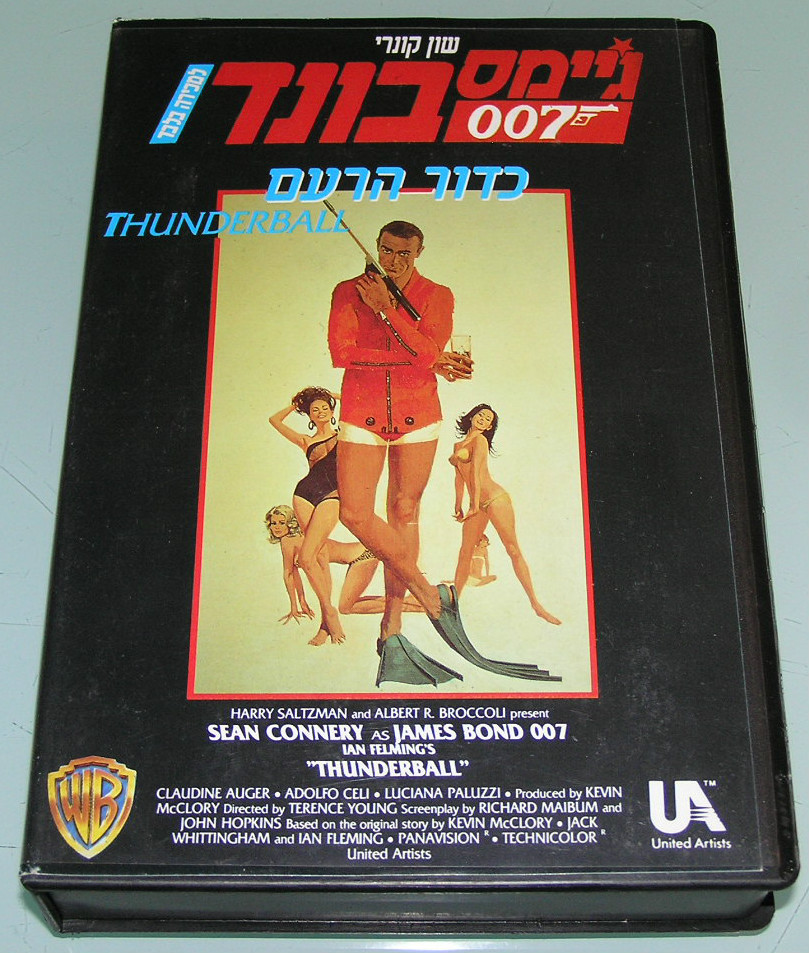 שון קונרי
ג'יימס
בונד
007
למכירה בלבד
כדור הרעם
THUNDERBALL
HARRY SALTZMAN and ALBERT R. BROCCOLI present
SEAN CONNERY AS JAMES BOND 007
IAN FELMING'S
"THUNDERBALL"
CLAUDINE AUGER • ADOLFO CELI • LUCIANA PALUZZI • Produced by KEVIN
McCLORY Directed by TERENCE YOUNG Screenplay by RICHARD MAIBUM and
JOHN HOPKINS Based on the original story by KEVIN McCLORY • JACK
WHITTINGHAM and IAN FLEMING • PANAVISION R • TECHNICOLOR R
United Artists
WB
UA TM
United Artists